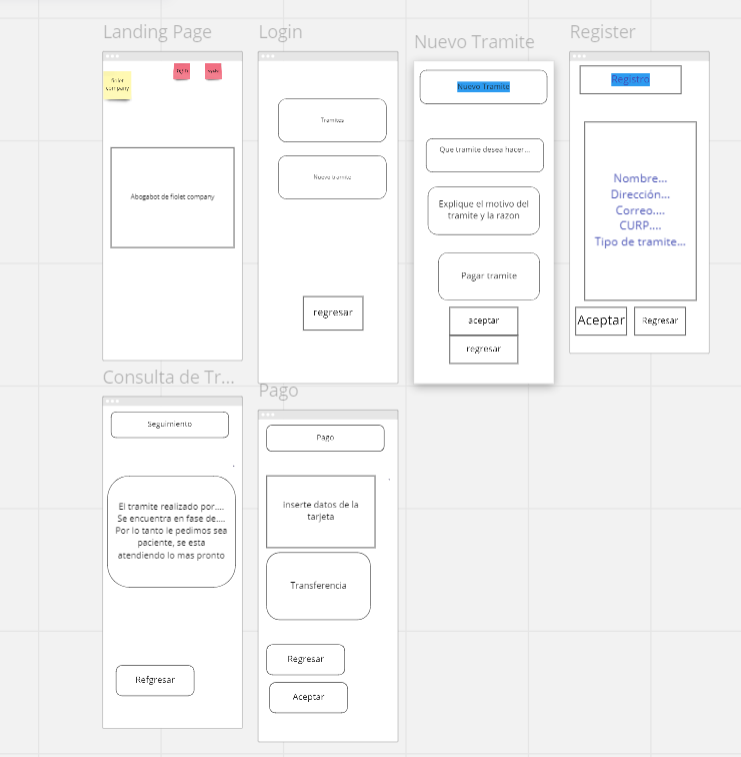 Landing Page
fiolet
company
Abogabot de fiolet company
Login
Tramites
Nuevo tramite
regresar
Nuevo Tramite
Nuevo Tramite
Que tramite desea hacer...
Explique el motivo del
tramite y la razon
Pagar tramite
aceptar
regresar
Register
Registro
Nombre...
Dirección...
Correo....
CURP....
Tipo de tramite...
Aceptar
Regresar
Consulta de Tr...
Seguimiento
El tramite realizado por....
Se encuentra en fase de....
Por lo tanto le pedimos sea
paciente, se esta
atendiendo lo mas pronto
Refgresar
Pago
Pago
Inserte datos de la
tarjeta
Transferencia
Regresar
Aceptar